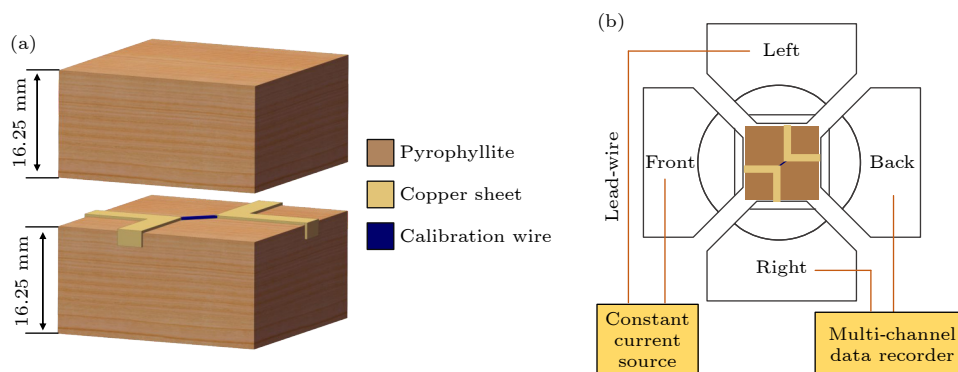 (a)
16.25 mm
16.25 mm
Pyrophyllite
Copper sheet
Calibration wire
(b)
Left
Front
Back
Right
Lead-wire
Constant
current
source
Multi-channel
data recorder